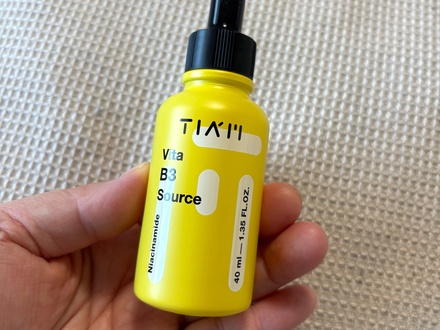 TIA'M
Vita
B3
Source
Niacinamide
40 ml — 1.35 FL.OZ.